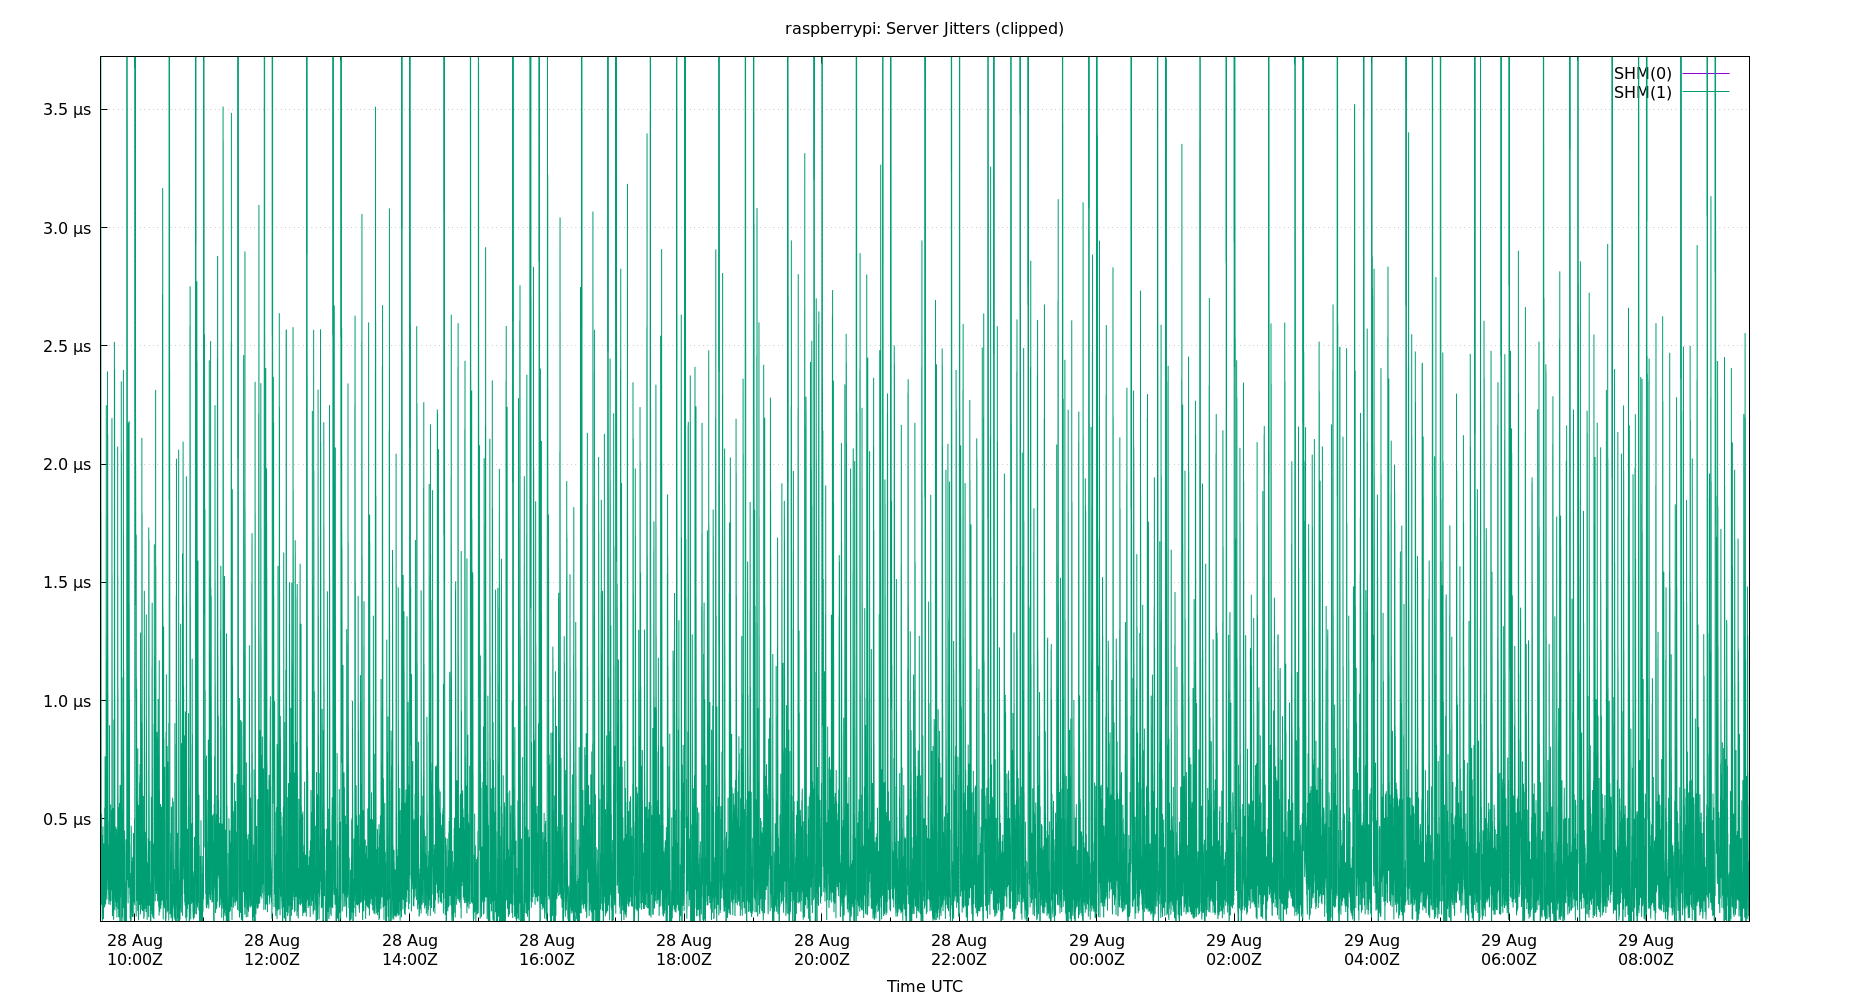 raspberrypi: Server Jitters (clipped)
SHM(0)
SHM(1)
3.5 µs
3.0 µs
2.5 µs
2.0 µs
1.5 µs
1.0 µs
0.5 µs
28 Aug 28 Aug 28 Aug 28 Aug 28 Aug 28 Aug 28 Aug 29 Aug 29 Aug 29 Aug 29 Aug 29 Aug
10:00Z 12:00Z 14:00Z 16:00Z 18:00Z 20:00Z 22:00Z 00:00Z 02:00Z 04:00Z 06:00Z 08:00Z
Time UTC